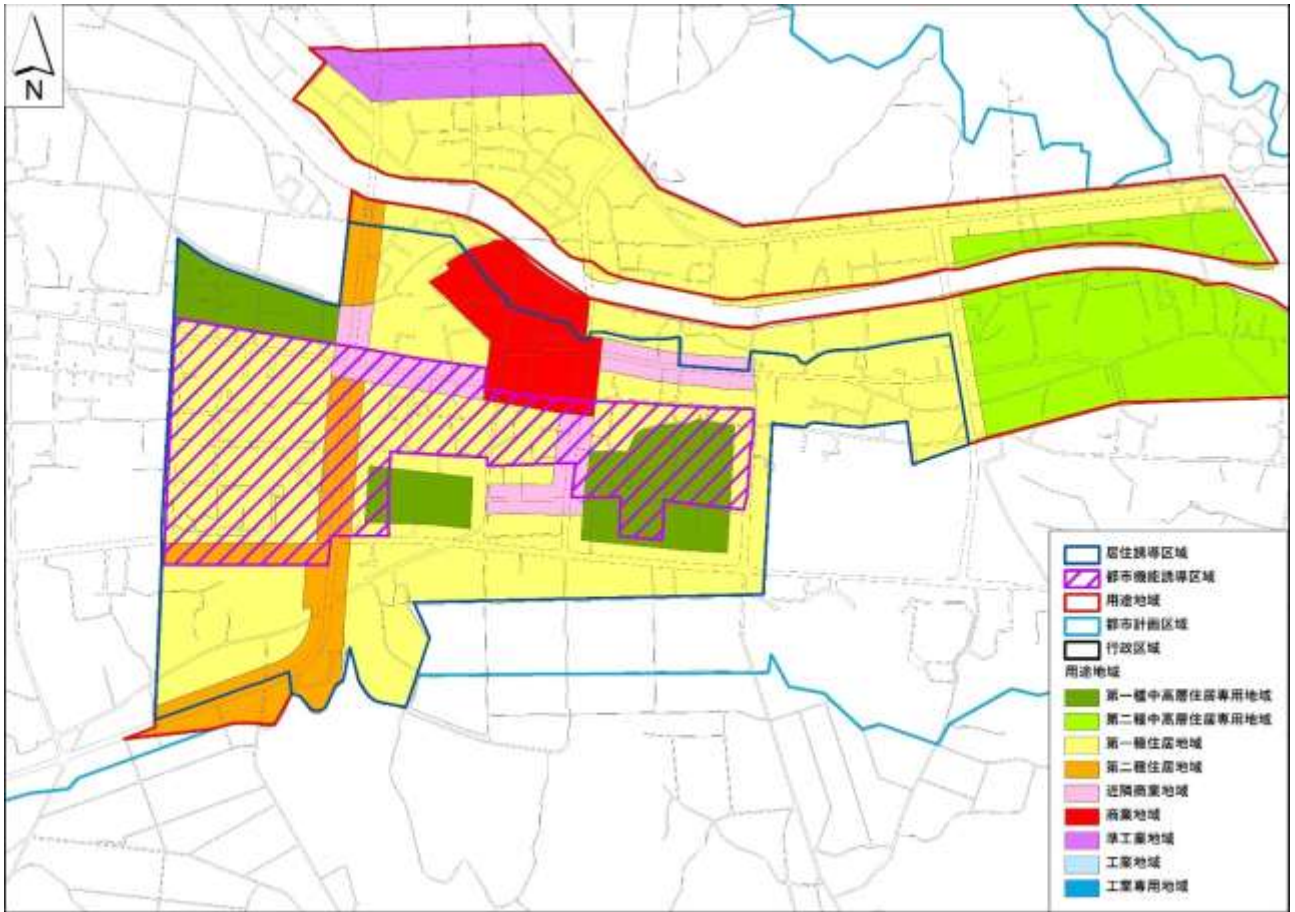 N
居住誘導区域
都市機能誘導区域
用途地域
都市計画区域
行政区域
用途地域
第一種中高層住居専用地域
第二種中高層住居専用地域
第一種住居地域
第二種住居地域
近隣商業地域
商業地域
準工業地域
工業地域
工業専用地域